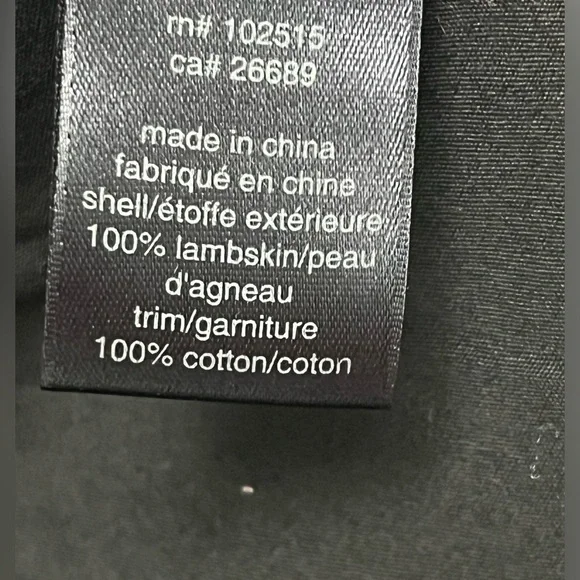 rn# 102515
ca# 26689
made in china
fabriqué en chine
shell/étoffe extérieure
100% lambskin/peau
d'agneau
trim/garniture
100% cotton/coton